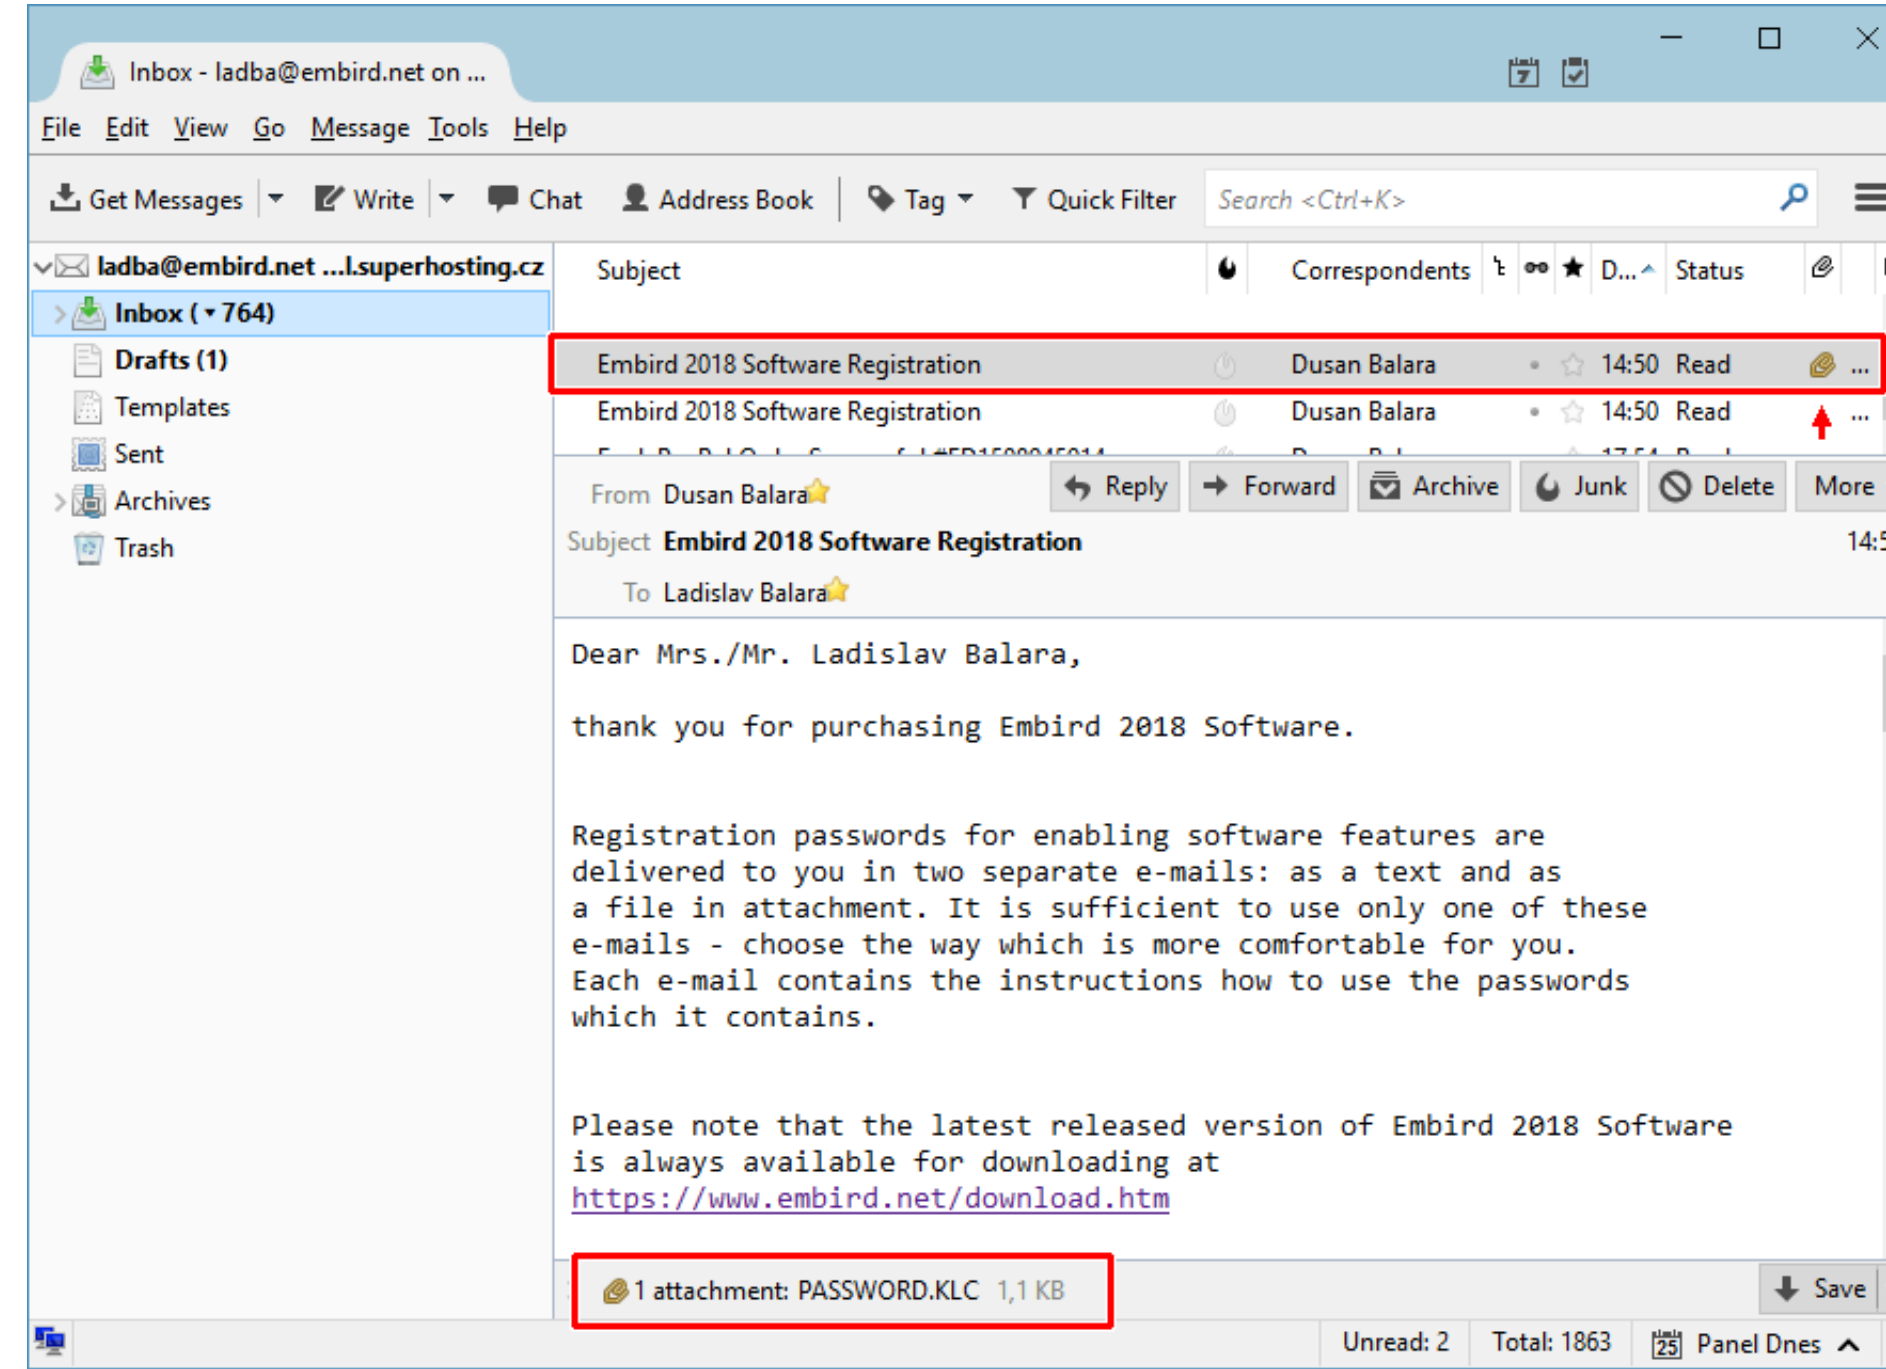 Inbox - ladba@embird.net on ...
7
File Edit View Go Message Tools Help
Get Messages Write Chat Address Book Tag Quick Filter Search <Ctrl+K>
ladba@embird.net ...l.superhosting.cz
Inbox ( ▾ 764)
Drafts (1)
Templates
Sent
Archives
Trash
Subject Correspondents D... Status
Embird 2018 Software Registration Dusan Balara 14:50 Read ...
Embird 2018 Software Registration Dusan Balara 14:50 Read ...
From Dusan Balara Reply Forward Archive Junk Delete More
Subject Embird 2018 Software Registration
To Ladislav Balara
Dear Mrs./Mr. Ladislav Balara,
thank you for purchasing Embird 2018 Software.
Registration passwords for enabling software features are
delivered to you in two separate e-mails: as a text and as
a file in attachment. It is sufficient to use only one of these
e-mails - choose the way which is more comfortable for you.
Each e-mail contains the instructions how to use the passwords
which it contains.
Please note that the latest released version of Embird 2018 Software
is always available for downloading at
https://www.embird.net/download.htm
1 attachment: PASSWORD.KLC 1,1 KB Save
Unread: 2 Total: 1863 25 Panel Dnes